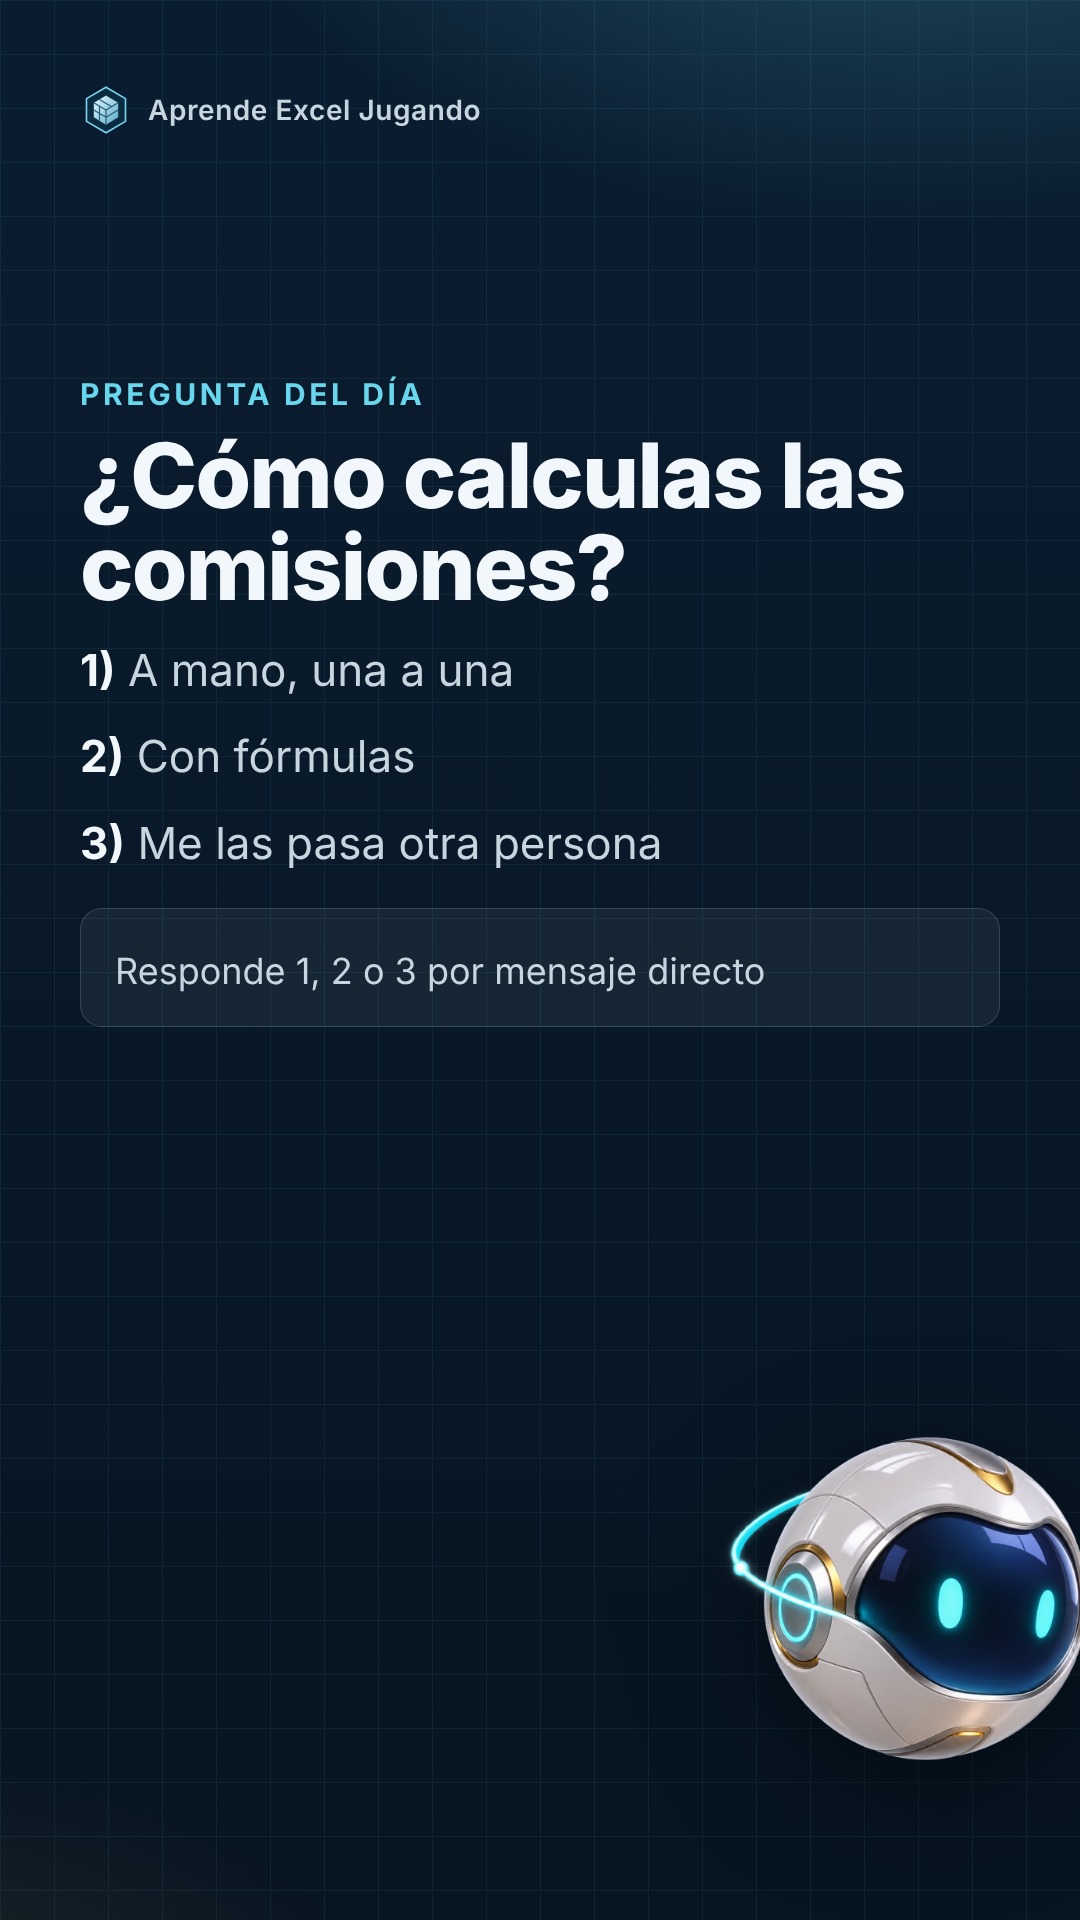 Aprende Excel Jugando
PREGUNTA DEL DÍA
¿Cómo calculas las
comisiones?
1) A mano, una a una
2) Con fórmulas
3) Me las pasa otra persona
Responde 1, 2 o 3 por mensaje directo